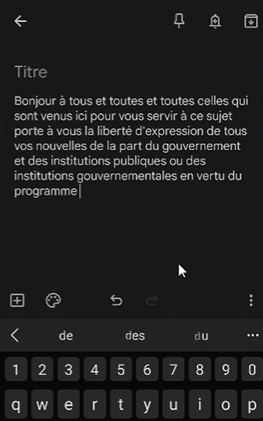 Titre
Bonjour à tous et toutes et toutes celles qui
sont venus ici pour vous servir à ce sujet
porte à vous la liberté d'expression de tous
vos nouvelles de la part du gouvernement
et des institutions publiques ou des
institutions gouvernementales en vertu du
programme
de des du
1 2 3 4 5 6 7 8 9 0
q w e r t y u i o p